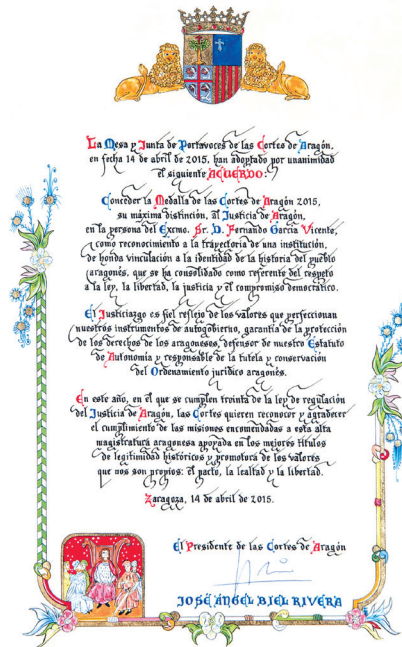 La Mesa y Junta de Portavoces de las Cortes de Aragón,
en fecha 14 de abril de 2015, han adoptado por unanimidad
el siguiente ACUERDO:
Conceder la Medalla de las Cortes de Aragón 2015,
su máxima distinción, al Justicia de Aragón,
en la persona del Excmo. Sr. D. Fernando García Vicente,
como reconocimiento a la trayectoria de una institución,
de honda vinculación a la identidad de la historia del pueblo
aragonés, que se ha consolidado como referente del respeto
a la ley, la libertad, la justicia y el compromiso democrático.
El Justiciazgo es fiel reflejo de los valores que perfeccionan
nuestros instrumentos de autogobierno, garantía de la protección
de los derechos de los aragoneses, defensor de nuestro Estatuto
de Autonomía y responsable de la tutela y conservación
del Ordenamiento jurídico aragonés.
En este año, en el que se cumplen treinta de la ley de regulación
del Justicia de Aragón, las Cortes quieren reconocer y agradecer
el cumplimiento de las misiones encomendadas a esta alta
magistratura aragonesa apoyada en los mejores títulos
de legitimidad históricos y promotora de los valores
que nos son propios: el pacto, la lealtad y la libertad.
Zaragoza, 14 de abril de 2015.
El Presidente de las Cortes de Aragón
JOSÉ ÁNGEL BIEL RIVERA